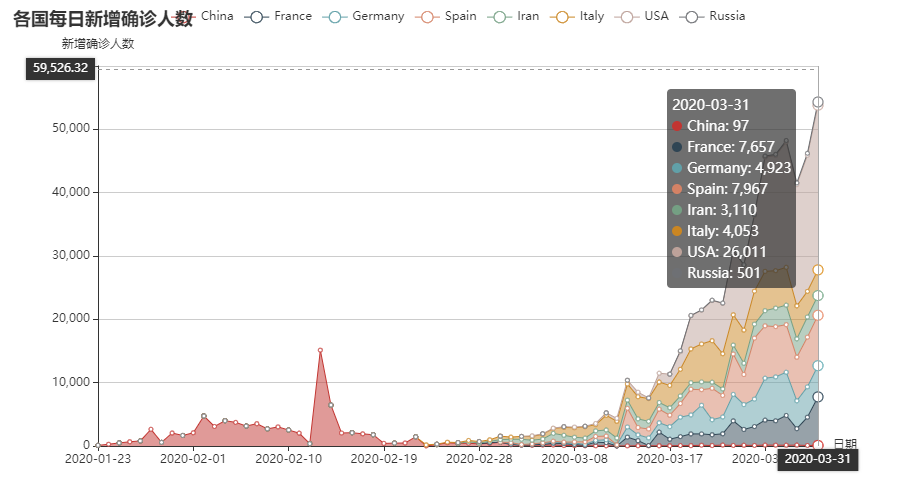 各国每日新增确诊人数
China France Germany Spain Iran Italy USA Russia
新增确诊人数
59,526.32
50,000
40,000
30,000
20,000
10,000
0
2020-03-31
China: 97
France: 7,657
Germany: 4,923
Spain: 7,967
Iran: 3,110
Italy: 4,053
USA: 26,011
Russia: 501
日期
2020-01-23 2020-02-01 2020-02-10 2020-02-19 2020-02-28 2020-03-08 2020-03-17 2020-03- 2020-03-31